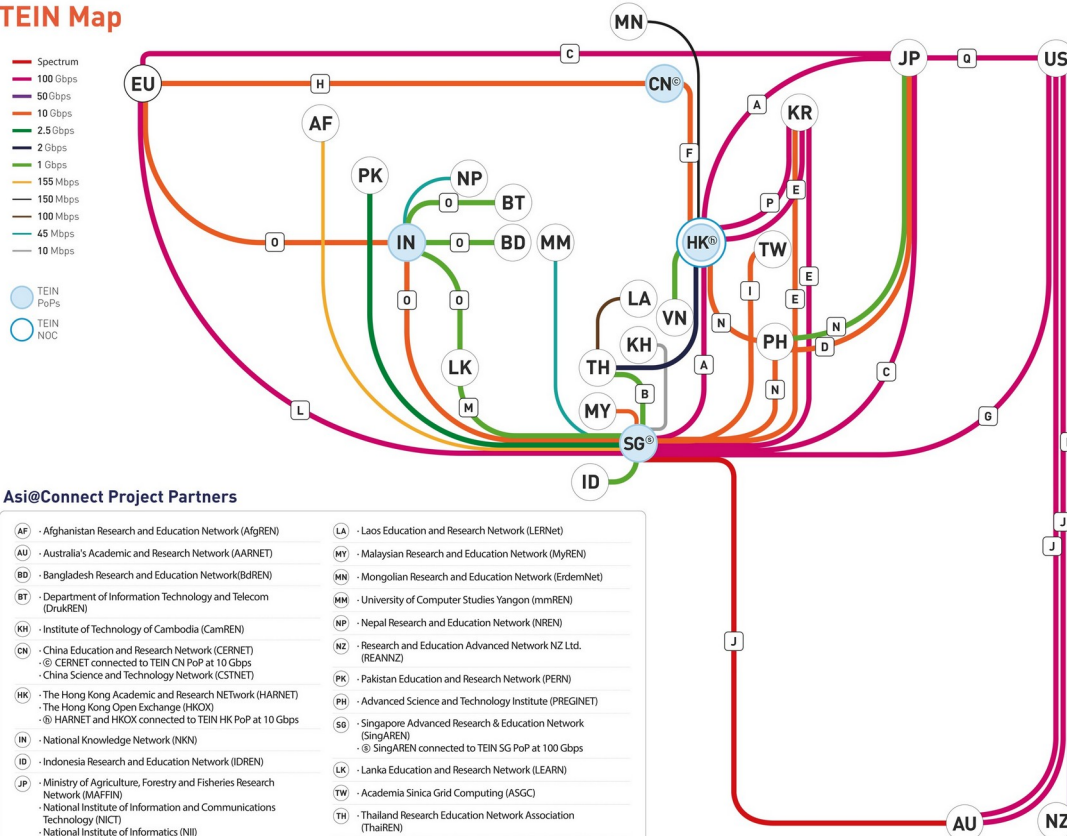 TEIN Map
Spectrum
100 Gbps
50 Gbps
10 Gbps
2.5 Gbps
2 Gbps
1 Gbps
155 Mbps
150 Mbps
100 Mbps
45 Mbps
10 Mbps
TEIN
PoPs
TEIN
NOC
MN
C
JP
Q
US
EU
H
CN©
AF
A
KR
F
PK
NP
O
BT
E
P
IN
O
BD
MM
HKⓗ
TW
O
E
O
O
LA
I
E
VN
N
N
KH
PH
D
LK
TH
A
C
B
N
M
MY
L
G
SGⓢ
ID
J
J
J
AU
NZ
Asi@Connect Project Partners
AF · Afghanistan Research and Education Network (AfgREN)
AU · Australia's Academic and Research Network (AARNET)
BD · Bangladesh Research and Education Network(BdREN)
BT · Department of Information Technology and Telecom
(DrukREN)
KH · Institute of Technology of Cambodia (CamREN)
CN · China Education and Research Network (CERNET)
· © CERNET connected to TEIN CN PoP at 10 Gbps
· China Science and Technology Network (CSTNET)
HK · The Hong Kong Academic and Research NETwork (HARNET)
· The Hong Kong Open Exchange (HKOX)
· ⓗ HARNET and HKOX connected to TEIN HK PoP at 10 Gbps
IN · National Knowledge Network (NKN)
ID · Indonesia Research and Education Network (IDREN)
JP · Ministry of Agriculture, Forestry and Fisheries Research
Network (MAFFIN)
· National Institute of Information and Communications
Technology (NICT)
· National Institute of Informatics (NII)
LA · Laos Education and Research Network (LERNet)
MY · Malaysian Research and Education Network (MyREN)
MN · Mongolian Research and Education Network (ErdemNet)
MM · University of Computer Studies Yangon (mmREN)
NP · Nepal Research and Education Network (NREN)
NZ · Research and Education Advanced Network NZ Ltd.
(REANNZ)
PK · Pakistan Education and Research Network (PERN)
PH · Advanced Science and Technology Institute (PREGINET)
SG · Singapore Advanced Research & Education Network
(SingAREN)
· ⓢ SingAREN connected to TEIN SG PoP at 100 Gbps
LK · Lanka Education and Research Network (LEARN)
TW · Academia Sinica Grid Computing (ASGC)
TH · Thailand Research Education Network Association
(ThaiREN)